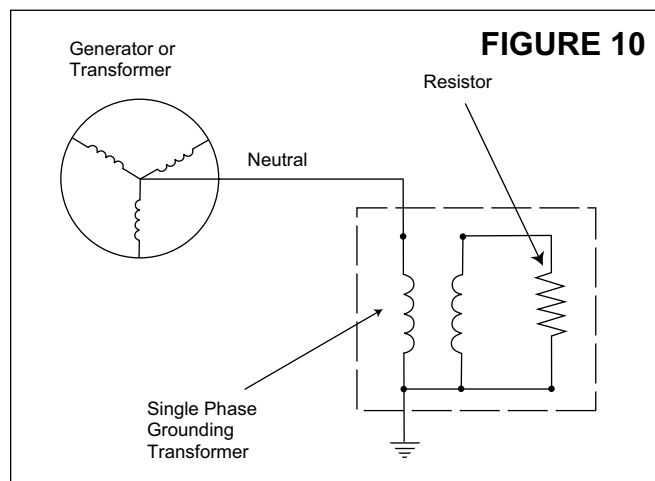 FIGURE 10
Generator or
Transformer
Resistor
Neutral
Single Phase
Grounding
Transformer